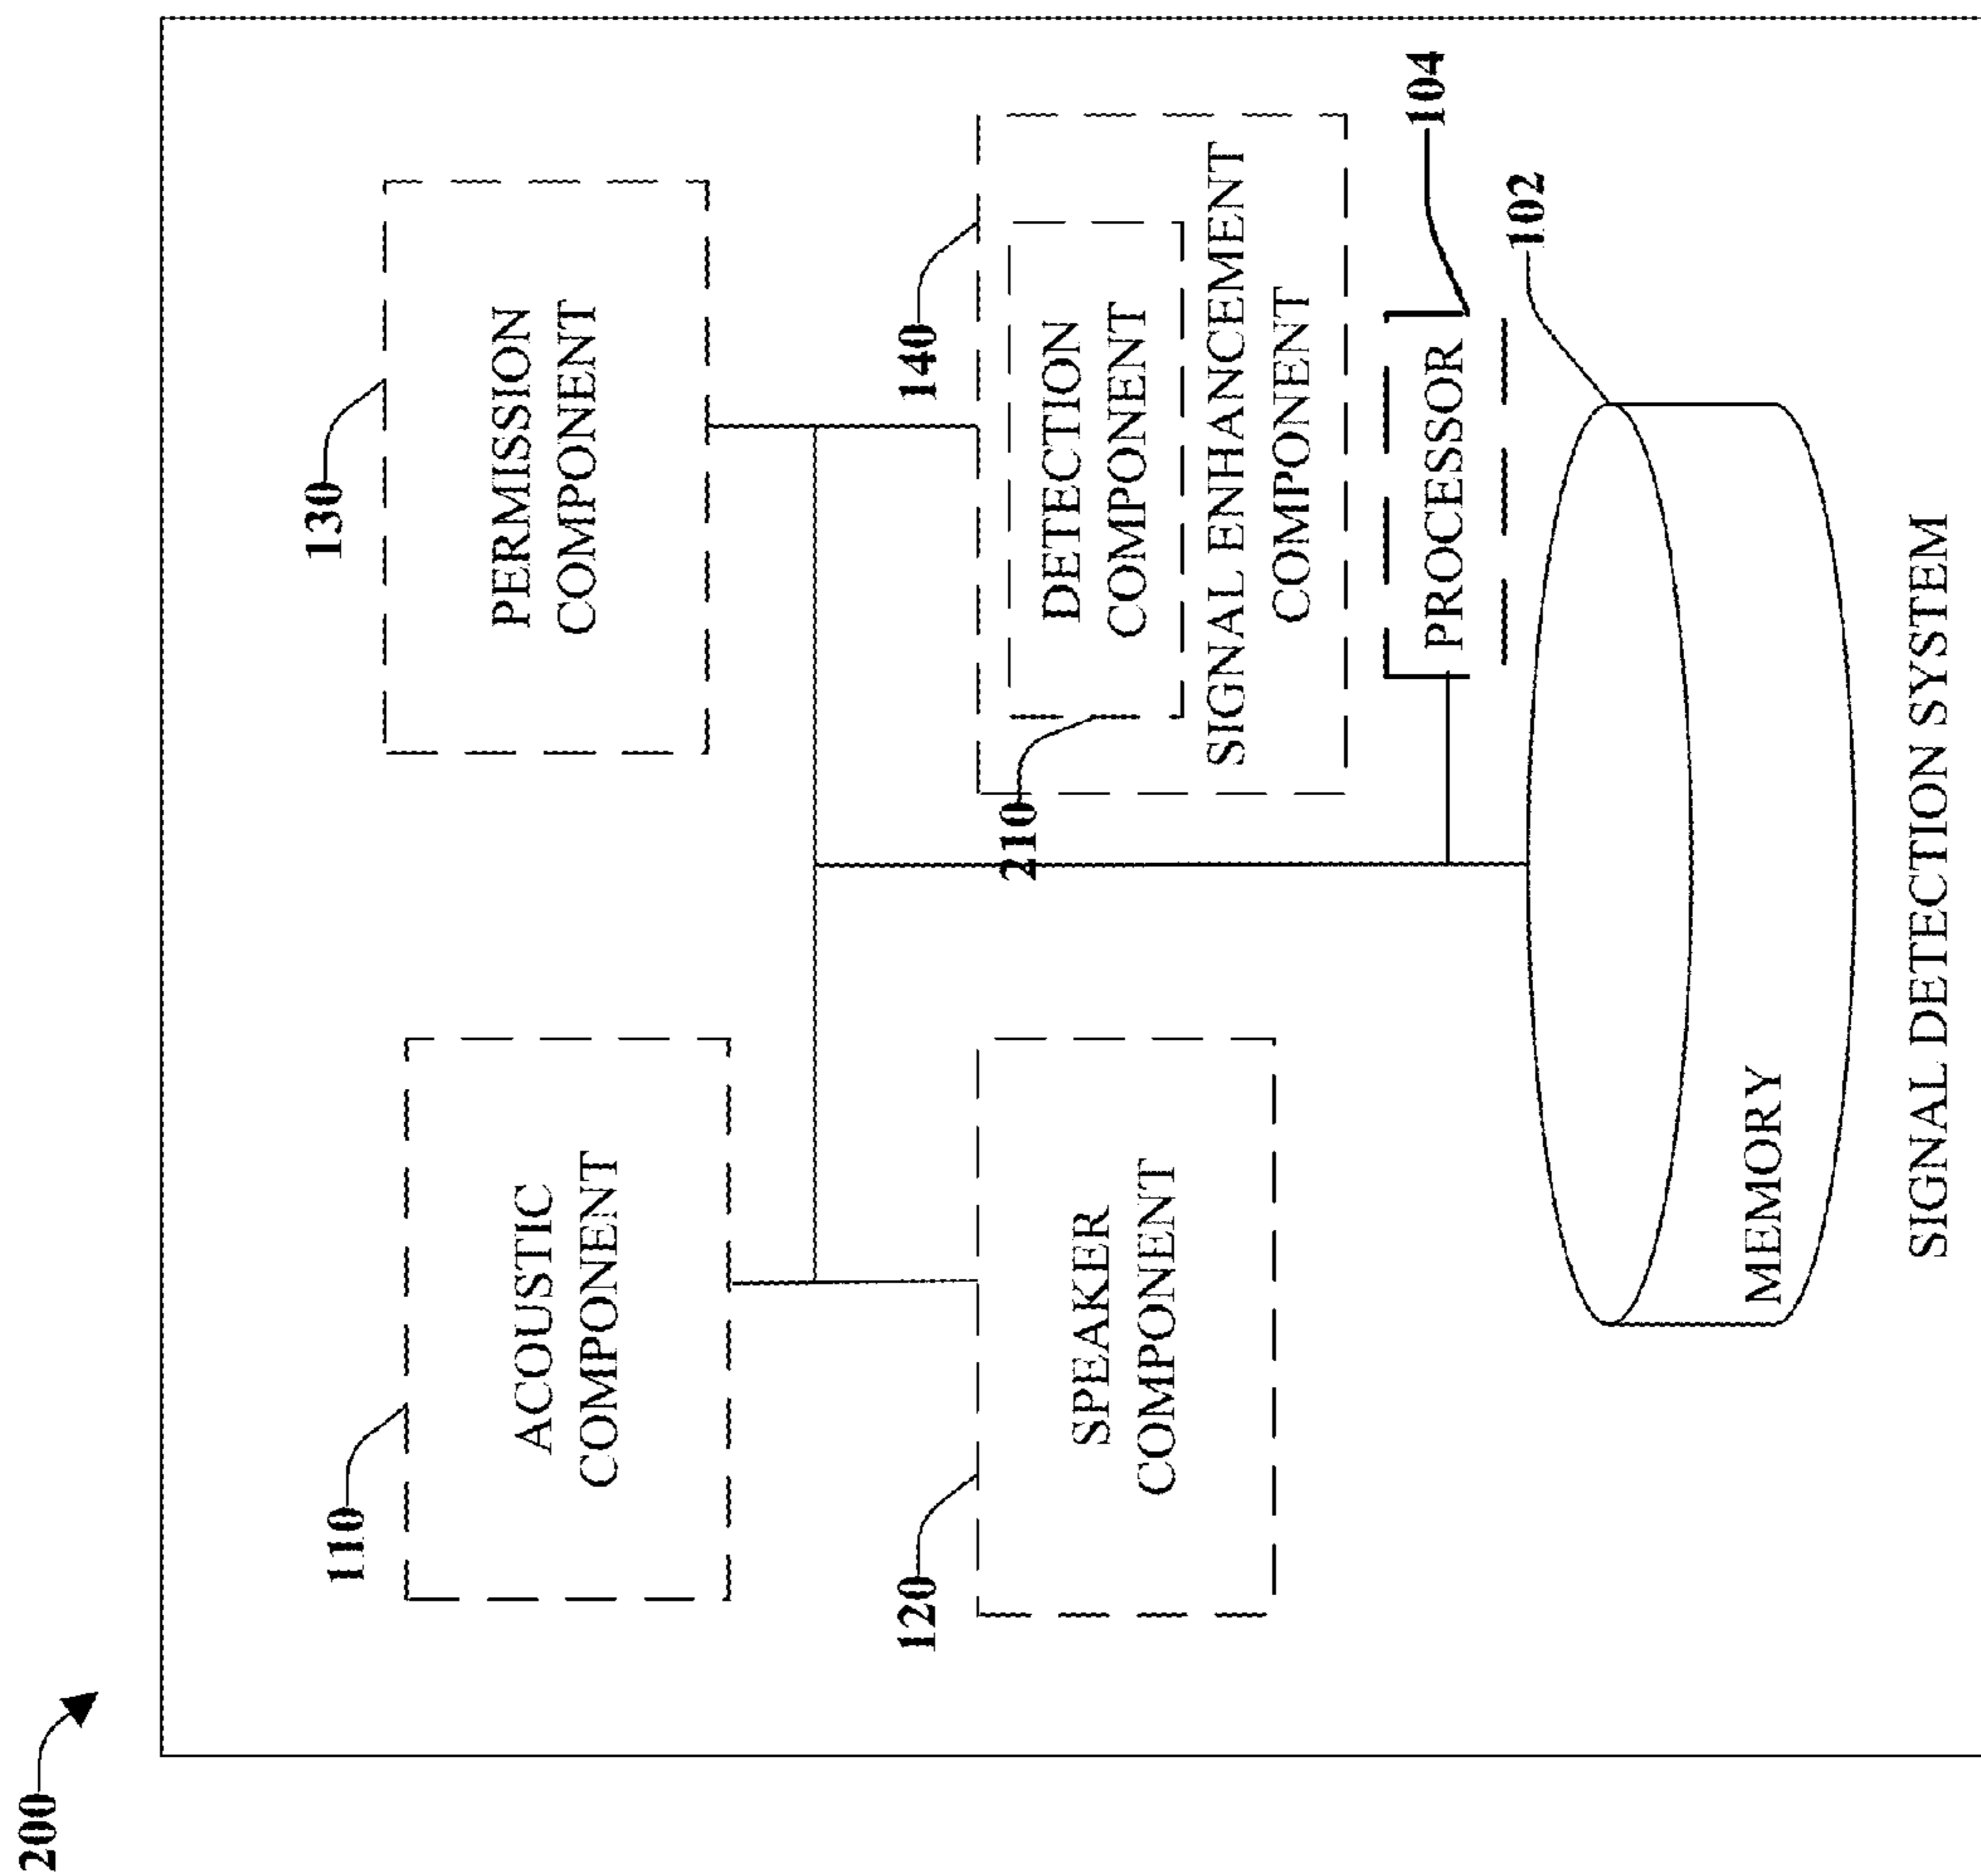 200
110
ACOUSTIC
COMPONENT
130
PERMISSION
COMPONENT
120
SPEAKER
COMPONENT
140
210
DETECTION
COMPONENT
SIGNAL ENHANCEMENT
COMPONENT
104
PROCESSOR
102
MEMORY
SIGNAL DETECTION SYSTEM